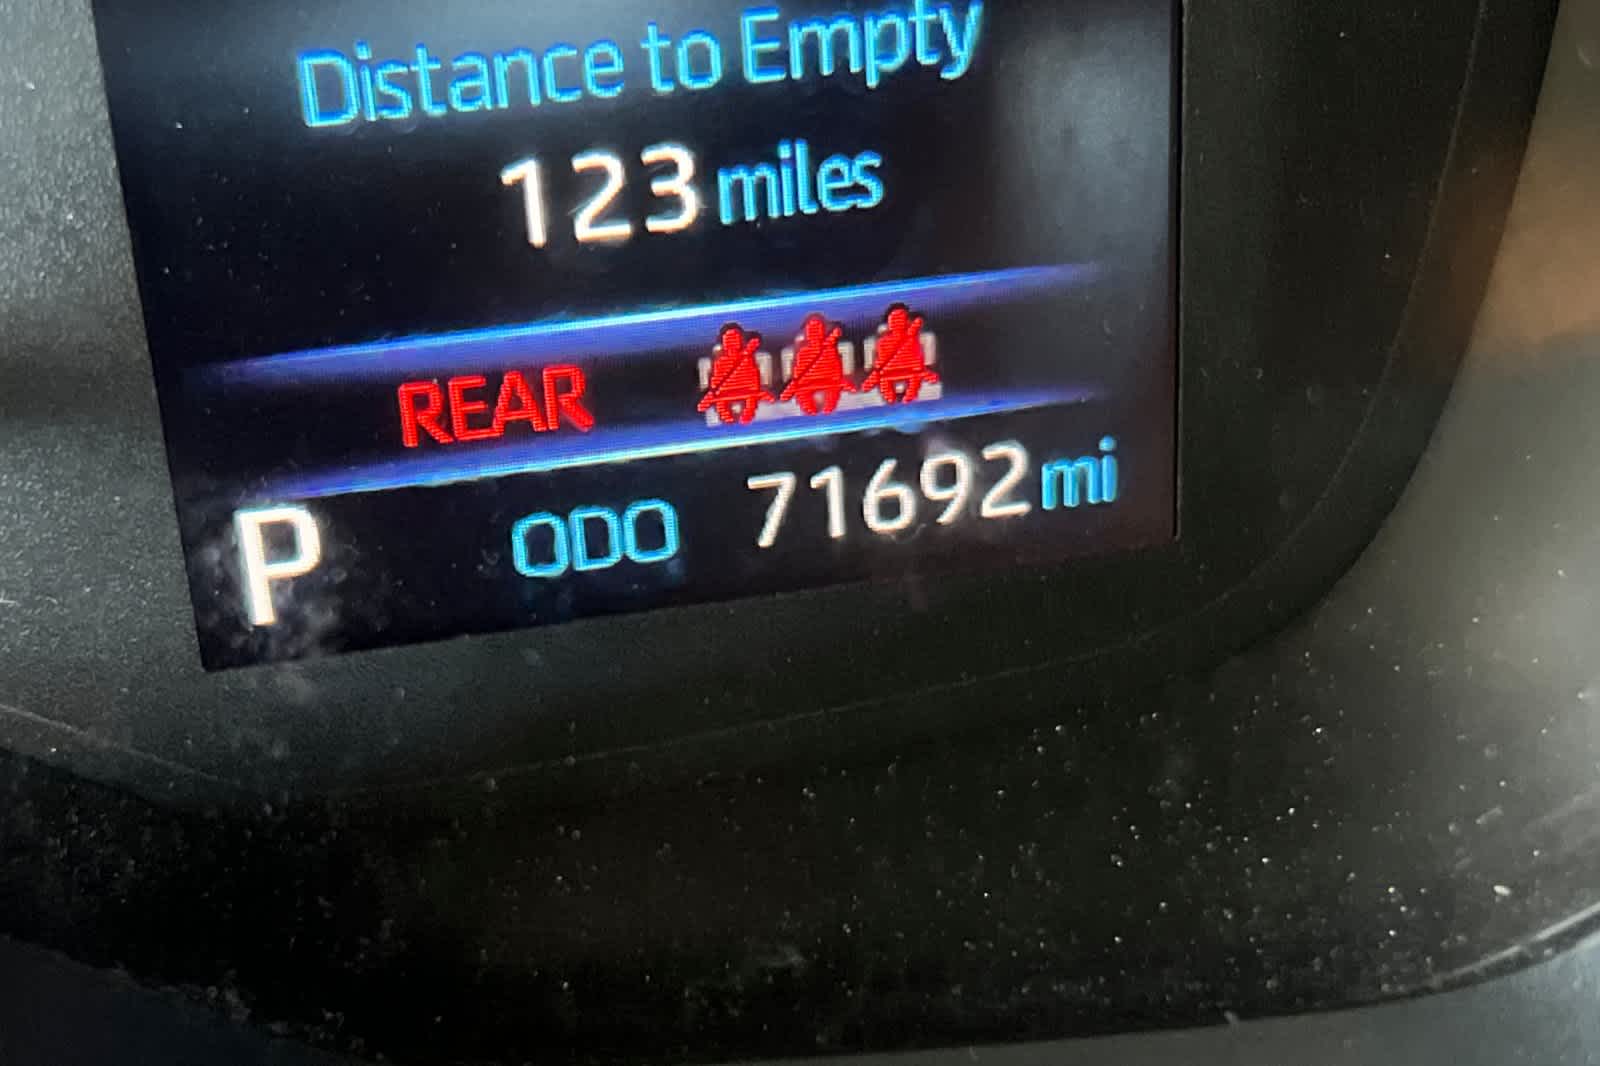 Distance to Empty
123 miles
REAR
P ODO 71692 mi